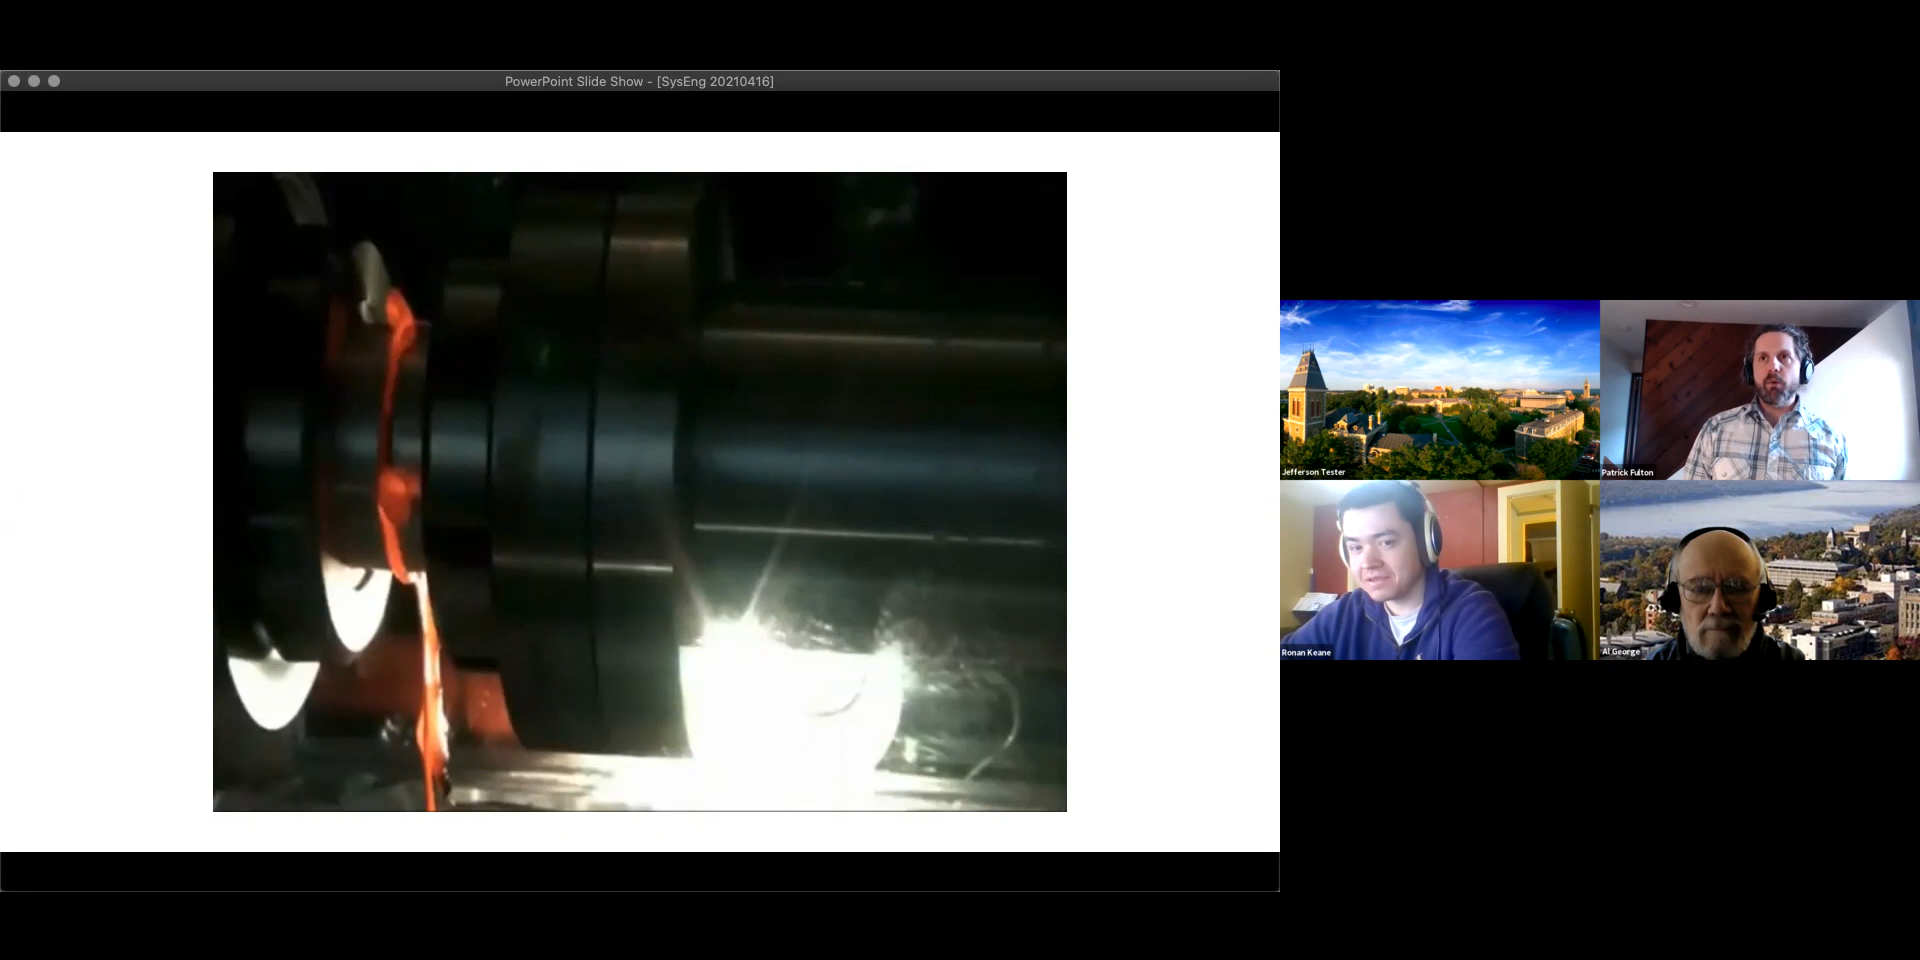 PowerPoint Slide Show - [SysEng 20210416]
Jefferson Tester
Patrick Fulton
Ronan Keane
Al George